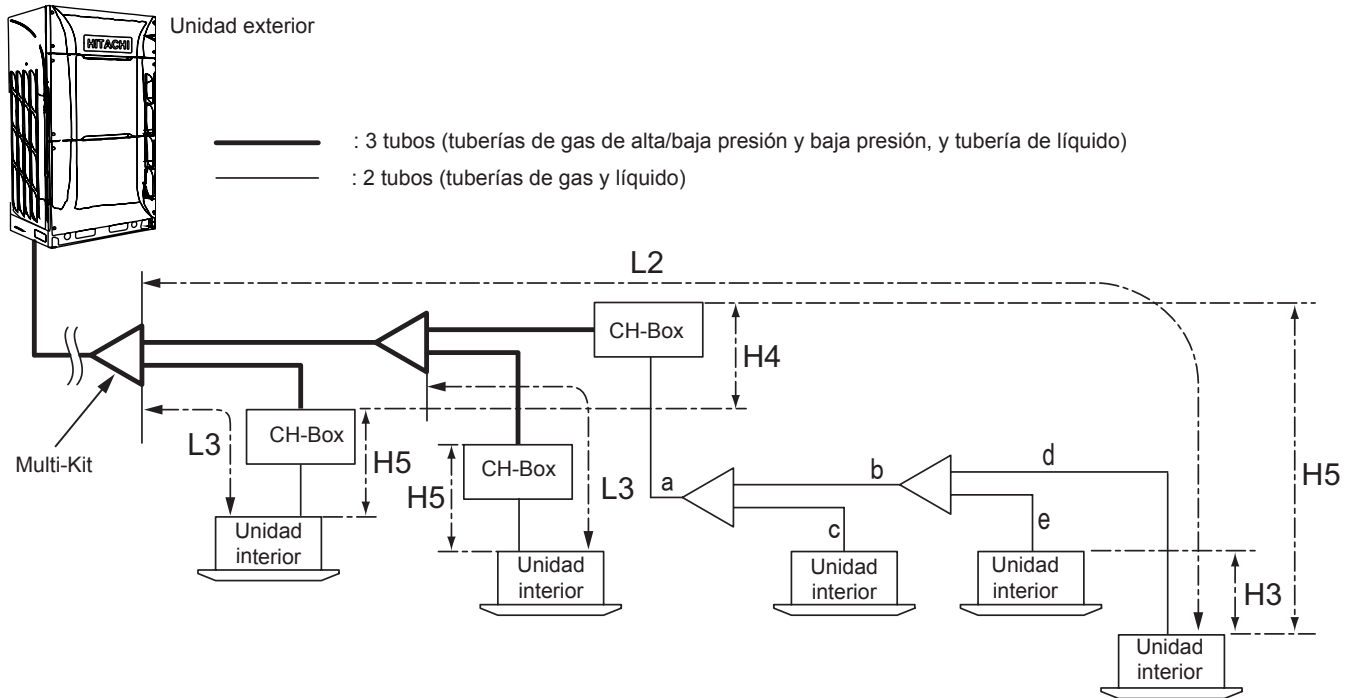 Unidad exterior
HITACHI
: 3 tubos (tuberías de gas de alta/baja presión y baja presión, y tubería de líquido)
: 2 tubos (tuberías de gas y líquido)
L2
CH-Box
H4
H5
L3
CH-Box
H5
Multi-Kit
CH-Box
H5
L3
a
b
d
c
e
Unidad
interior
Unidad
interior
Unidad
interior
Unidad
interior
H3
Unidad
interior